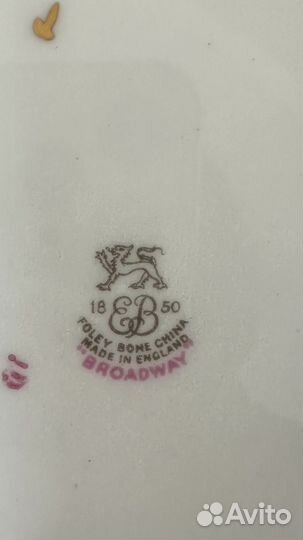 18 EB 50
FOLEY BONE CHINA
MADE IN ENGLAND
"BROADWAY"
Avito